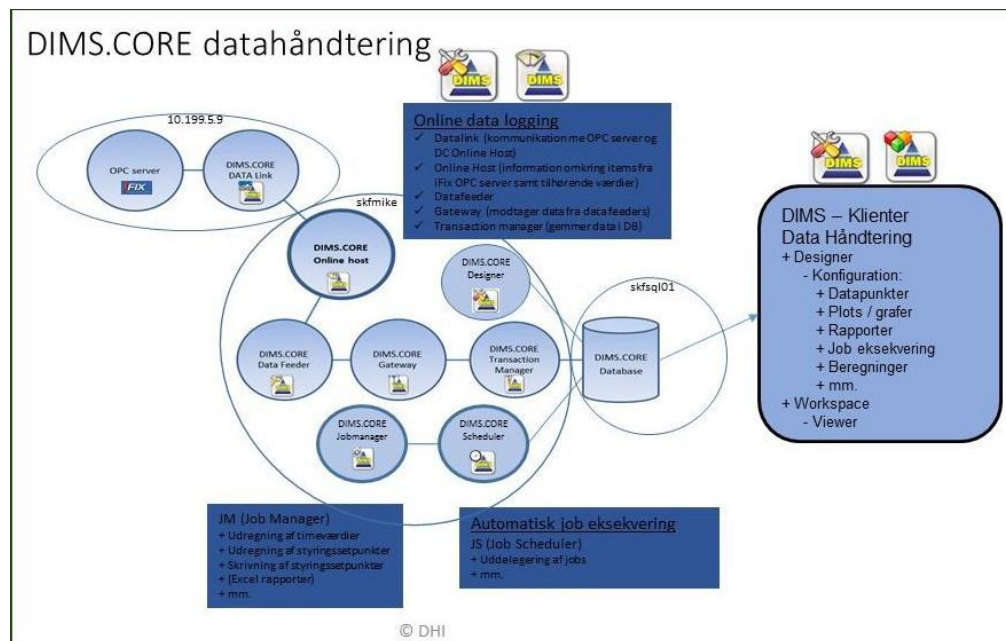 DIMS.CORE datahåndtering
DIMS
DIMS
10.199.5.9
OPC server
iFIX
DIMS.CORE
DATA Link
skfmike
DIMS.CORE
Online host
Online data logging
✓ Datalink (kommunikation me OPC server og
DC Online Host)
✓ Online Host (information omkring items fra
iFix OPC server samt tilhørende værdier)
✓ Datafeeder
✓ Gateway (modtager data fra data feeders)
✓ Transaction manager (gemmer data i DB)
DIMS.CORE
Designer
DIMS.CORE
Data Feeder
DIMS.CORE
Gateway
DIMS.CORE
Transaction
Manager
DIMS.CORE
Jobmanager
DIMS.CORE
Scheduler
skfsql01
DIMS.CORE
Database
DIMS
DIMS
DIMS – Klienter
Data Håndtering
+ Designer
- Konfiguration:
+ Datapunkter
+ Plots / grafer
+ Rapporter
+ Job eksekvering
+ Beregninger
+ mm.
+ Workspace
- Viewer
JM (Job Manager)
+ Udregning af timeværdier
+ Udregning af styringssetpunkter
+ Skrivning af styringssetpunkter
+ (Excel rapporter)
+ mm.
Automatisk job eksekvering
JS (Job Scheduler)
+ Uddelegering af jobs
+ mm.
© DHI